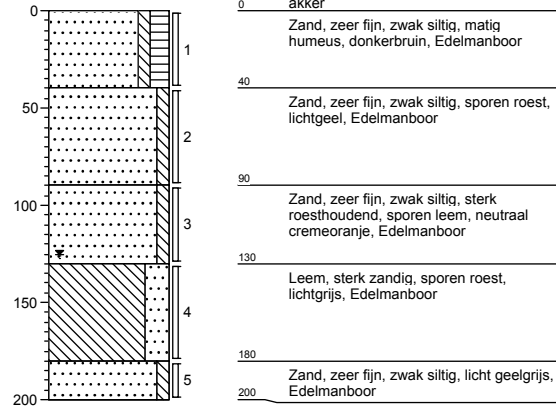 0
50
100
150
200
1
2
3
4
5
0 akker
Zand, zeer fijn, zwak siltig, matig
humeus, donkerbruin, Edelmanboor
40
Zand, zeer fijn, zwak siltig, sporen roest,
lichtgeel, Edelmanboor
90
Zand, zeer fijn, zwak siltig, sterk
roesthoudend, sporen leem, neutraal
cremeoranje, Edelmanboor
130
Leem, sterk zandig, sporen roest,
lichtgrijs, Edelmanboor
180
Zand, zeer fijn, zwak siltig, licht geelgrijs,
Edelmanboor
200